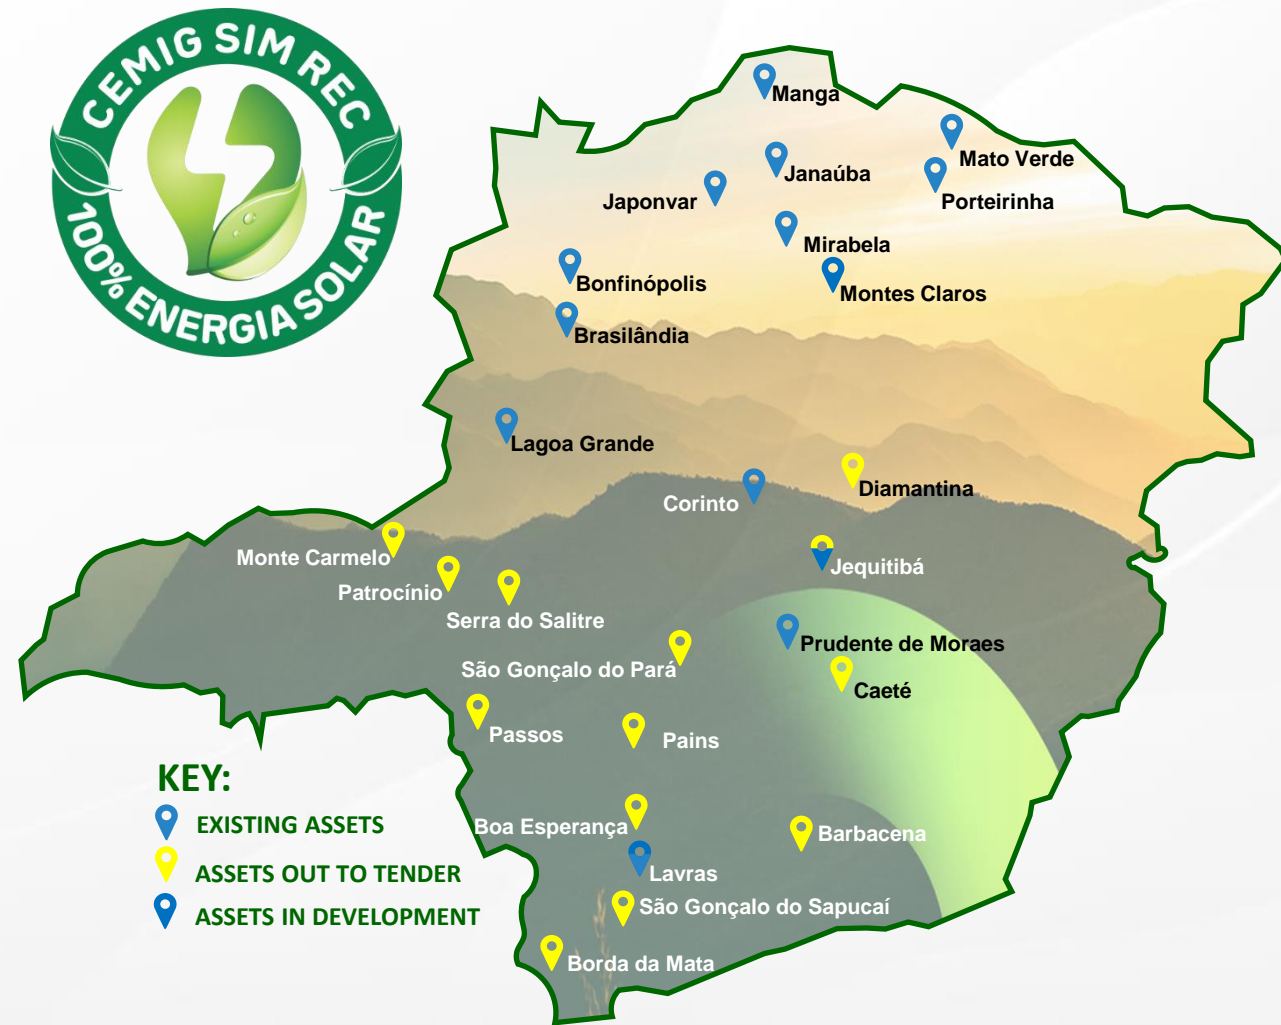 CEMIG SIM REC
100% ENERGIA SOLAR
Manga
Mato Verde
Janaúba
Japonvar
Porteirinha
Mirabela
Bonfinópolis
Montes Claros
Brasilândia
Lagoa Grande
Diamantina
Corinto
Monte Carmelo
Jequitibá
Patrocínio
Serra do Salitre
Prudente de Moraes
São Gonçalo do Pará
Caeté
Passos
Pains
KEY:
EXISTING ASSETS
Boa Esperança
Barbacena
ASSETS OUT TO TENDER
Lavras
São Gonçalo do Sapucaí
ASSETS IN DEVELOPMENT
Borda da Mata